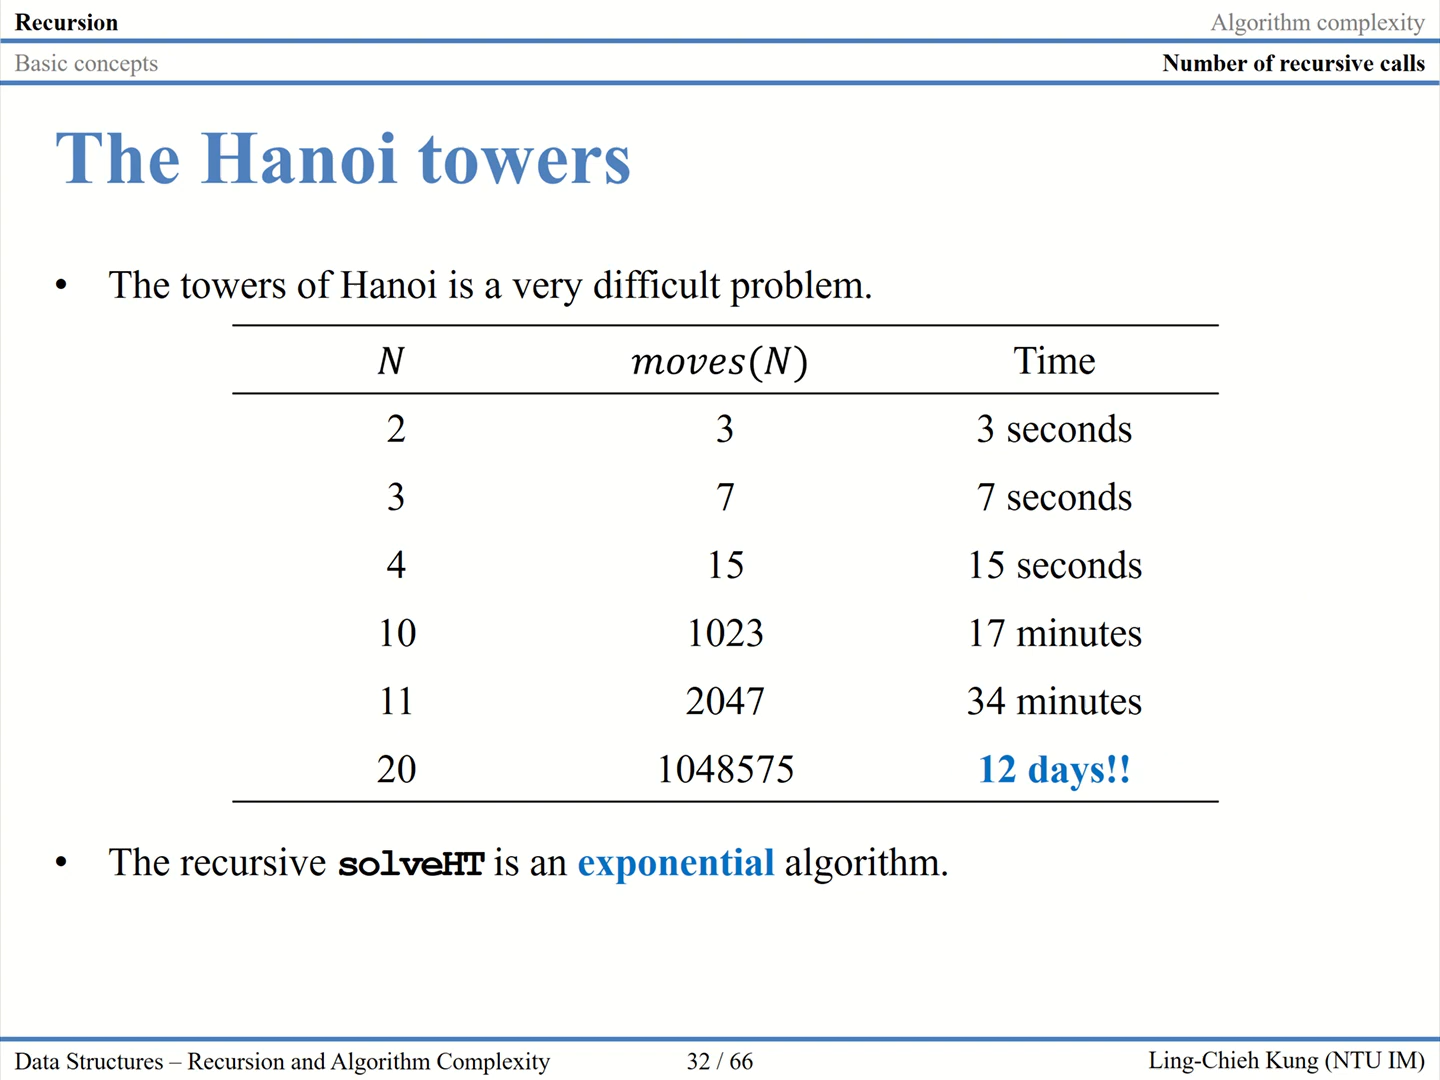 Recursion Algorithm complexity
Basic concepts Number of recursive calls
The Hanoi towers
• The towers of Hanoi is a very difficult problem.
N moves(N) Time
2 3 3 seconds
3 7 7 seconds
4 15 15 seconds
10 1023 17 minutes
11 2047 34 minutes
20 1048575 12 days!!
• The recursive solveHT is an exponential algorithm.
Data Structures – Recursion and Algorithm Complexity 32 / 66 Ling-Chieh Kung (NTU IM)